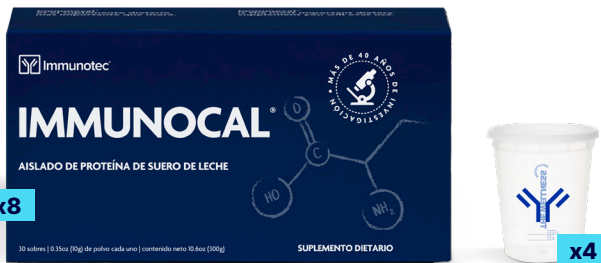 Immunotec®
MÁS DE 40 AÑOS DE INVESTIGACIÓN
IMMUNOCAL®
AISLADO DE PROTEÍNA DE SUERO DE LECHE
O
C
HO
NH₂
x8
30 sobres | 0.35oz (10g) de polvo cada uno | contenido neto 10.6oz (300g)
SUPLEMENTO DIETARIO
x4